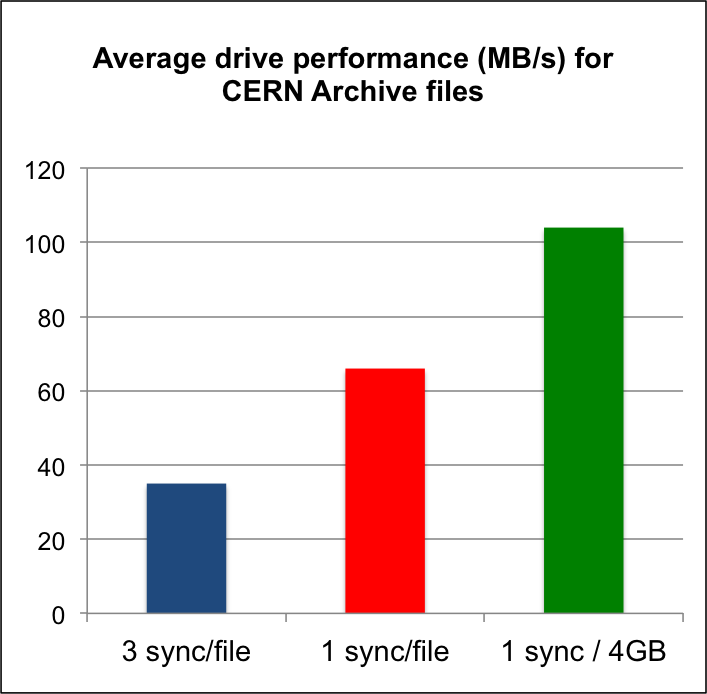 Average drive performance (MB/s) for
CERN Archive files
120
100
80
60
40
20
0
3 sync/file
1 sync/file
1 sync / 4GB